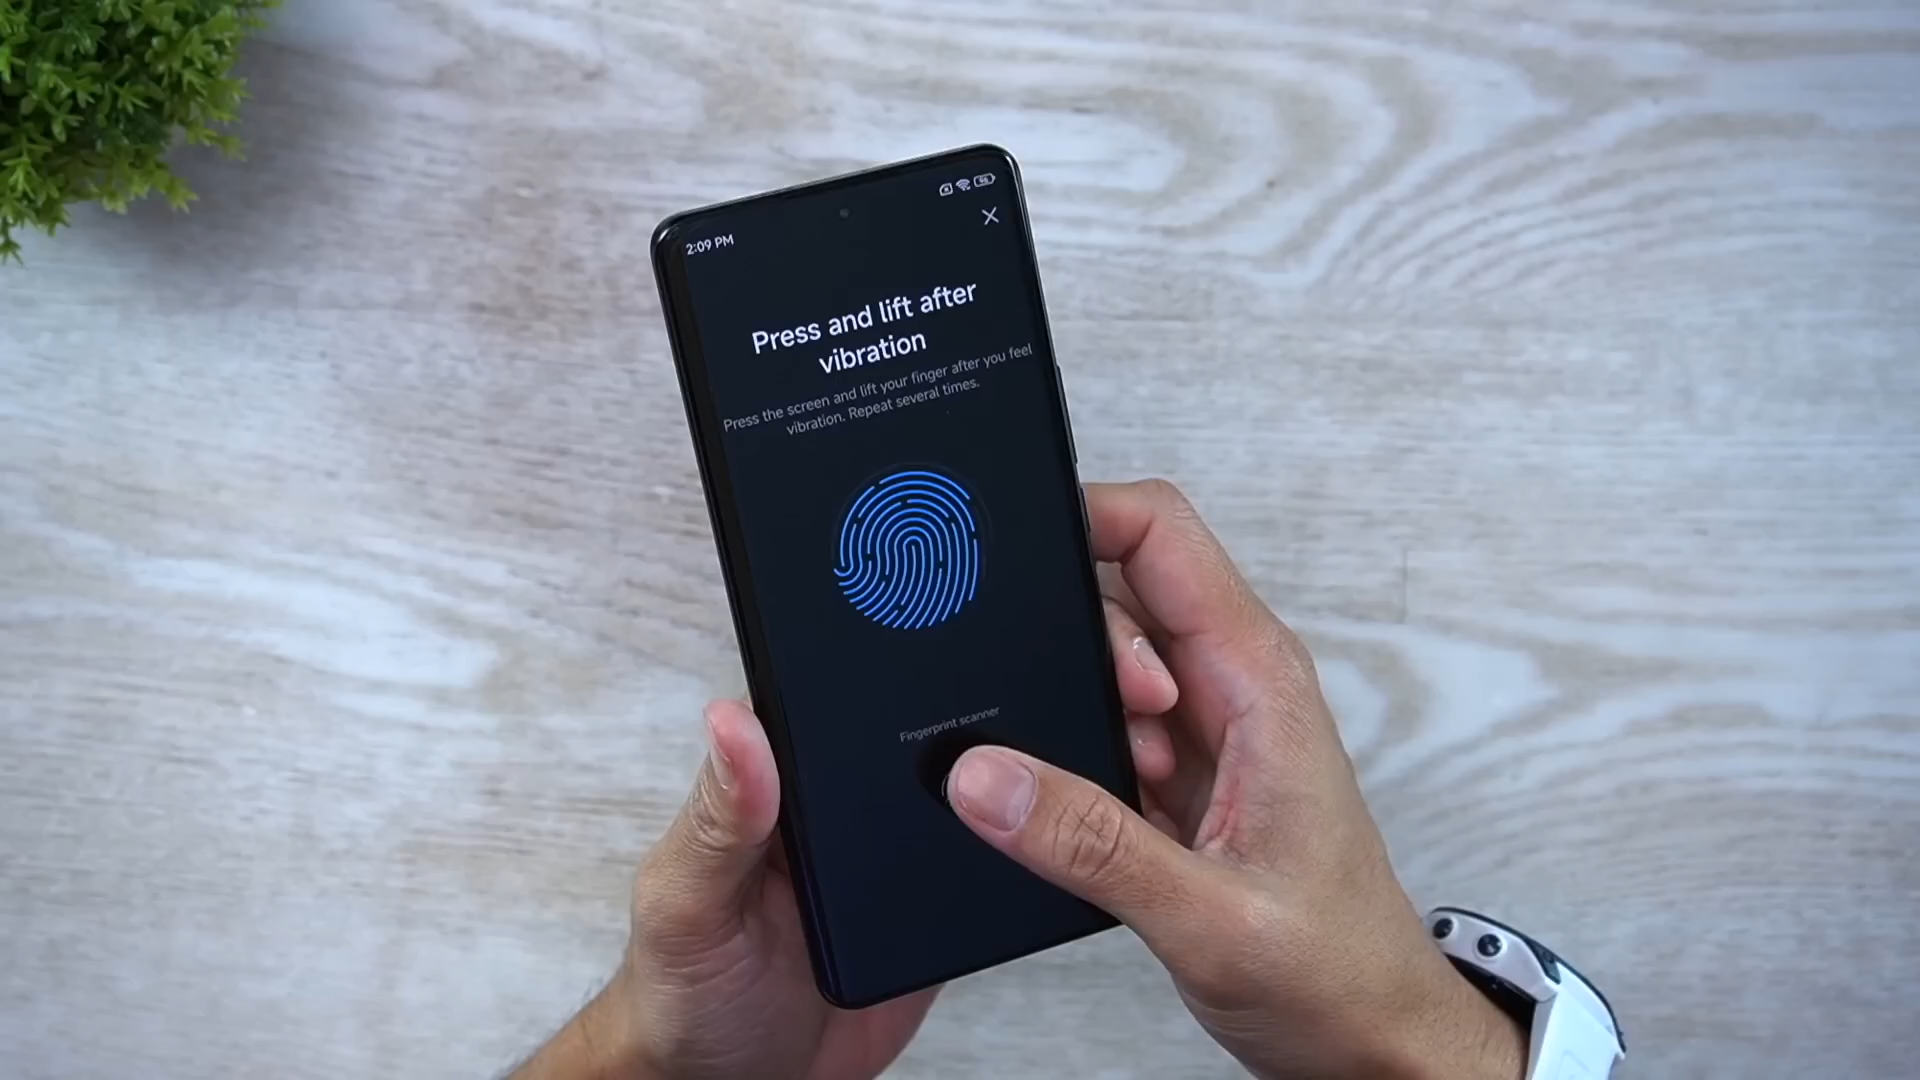 2:09 PM
Press and lift after
vibration
Press the screen and lift your finger after you feel
vibration. Repeat several times.
Fingerprint scanner